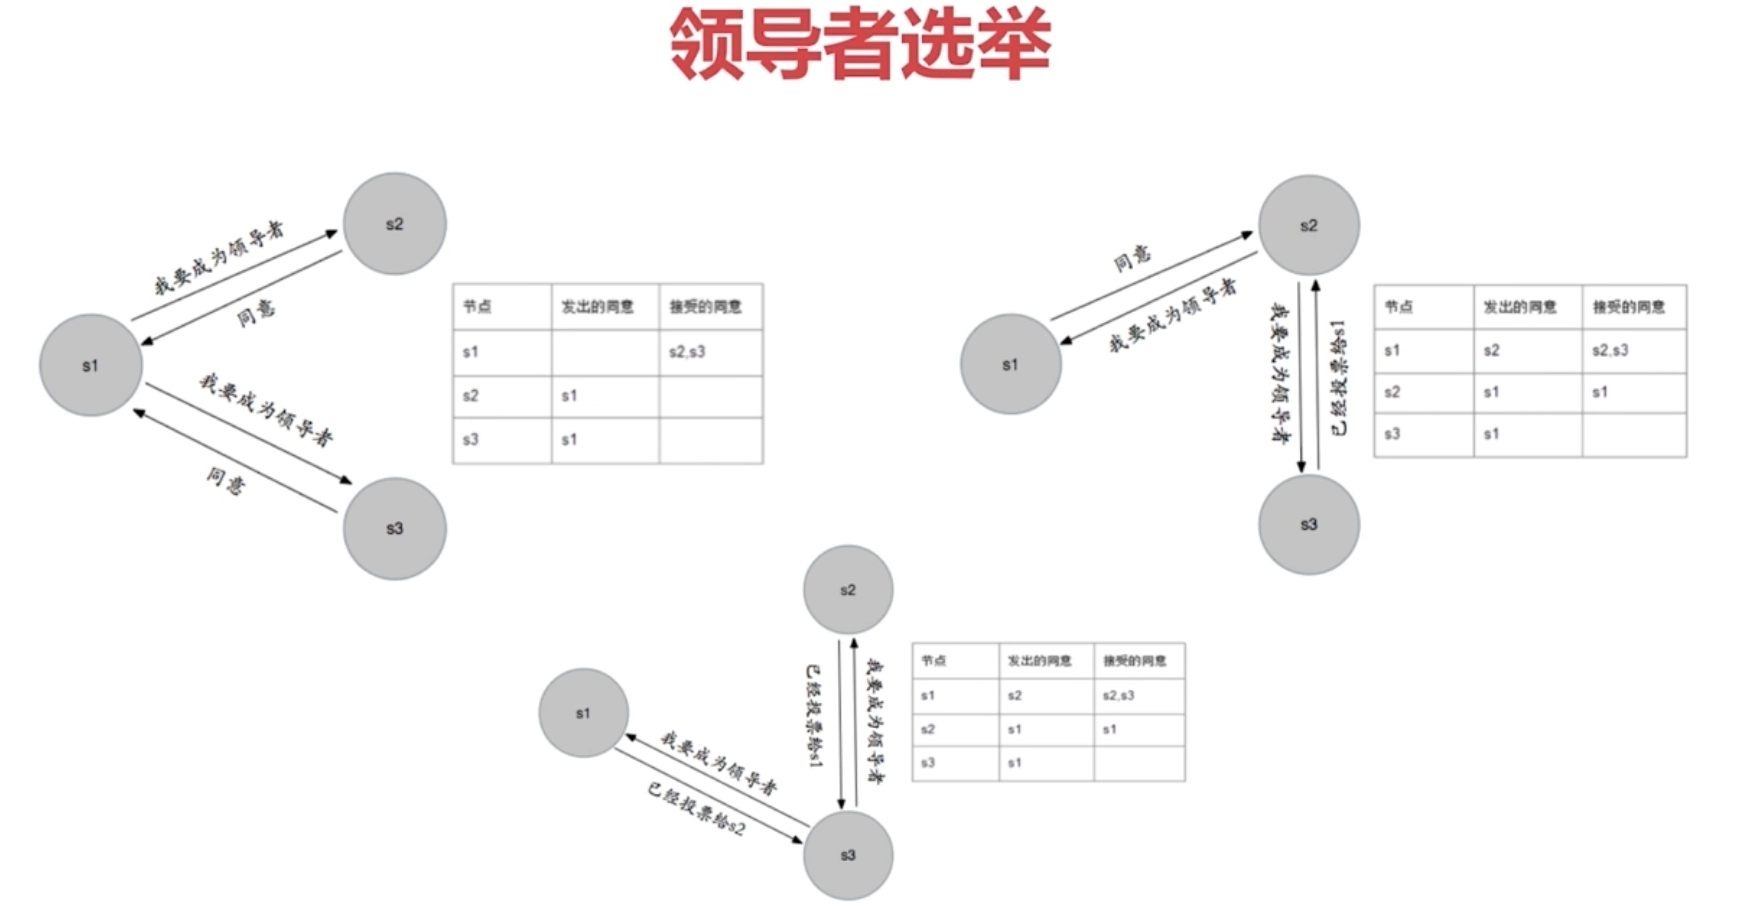 领导者选举
s2
我要成为领导者
同意
s1
我要成为领导者
同意
s3
节点 发出的同意 接受的同意
s1 s2,s3
s2 s1
s3 s1
s2
同意
我要成为领导者
s1
我要成为领导者
已经投票给s1
s3
节点 发出的同意 接受的同意
s1 s2 s2,s3
s2 s1 s1
s3 s1
s2
已经投票给s1
我要成为领导者
s1
我要成为领导者
已经投票给s2
s3
节点 发出的同意 接受的同意
s1 s2 s2,s3
s2 s1 s1
s3 s1